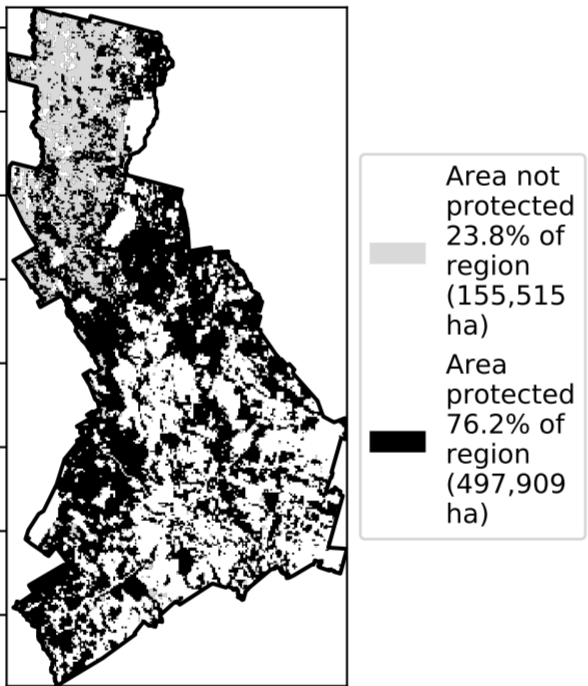 Area not
protected
23.8% of
region
(155,515
ha)
Area
protected
76.2% of
region
(497,909
ha)